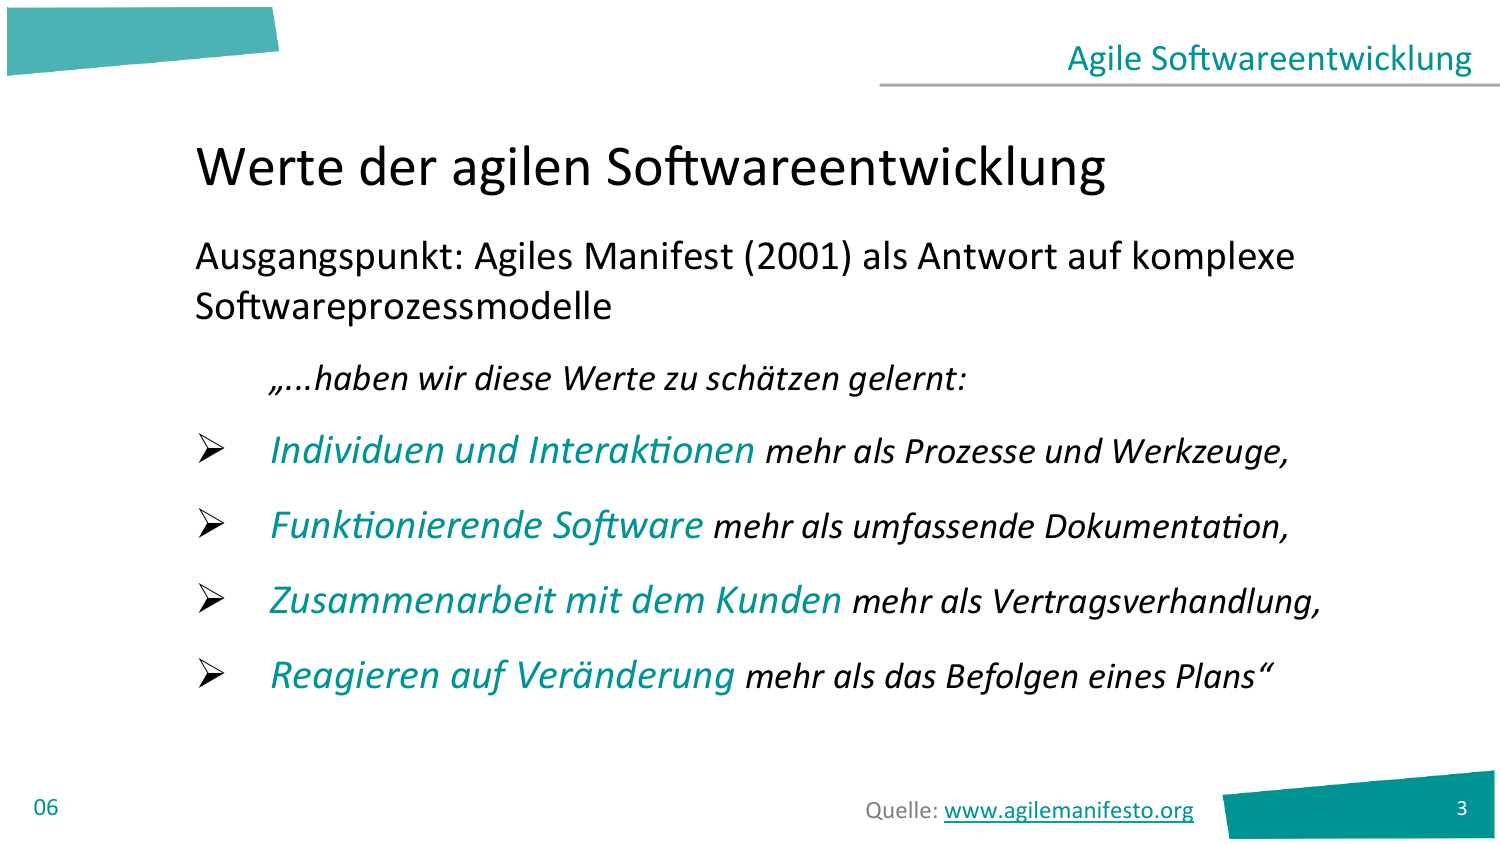 Agile Softwareentwicklung
Werte der agilen Softwareentwicklung
Ausgangspunkt: Agiles Manifest (2001) als Antwort auf komplexe
Softwareprozessmodelle
„...haben wir diese Werte zu schätzen gelernt:
➢ Individuen und Interaktionen mehr als Prozesse und Werkzeuge,
➢ Funktionierende Software mehr als umfassende Dokumentation,
➢ Zusammenarbeit mit dem Kunden mehr als Vertragsverhandlung,
➢ Reagieren auf Veränderung mehr als das Befolgen eines Plans“
06
Quelle: www.agilemanifesto.org
3